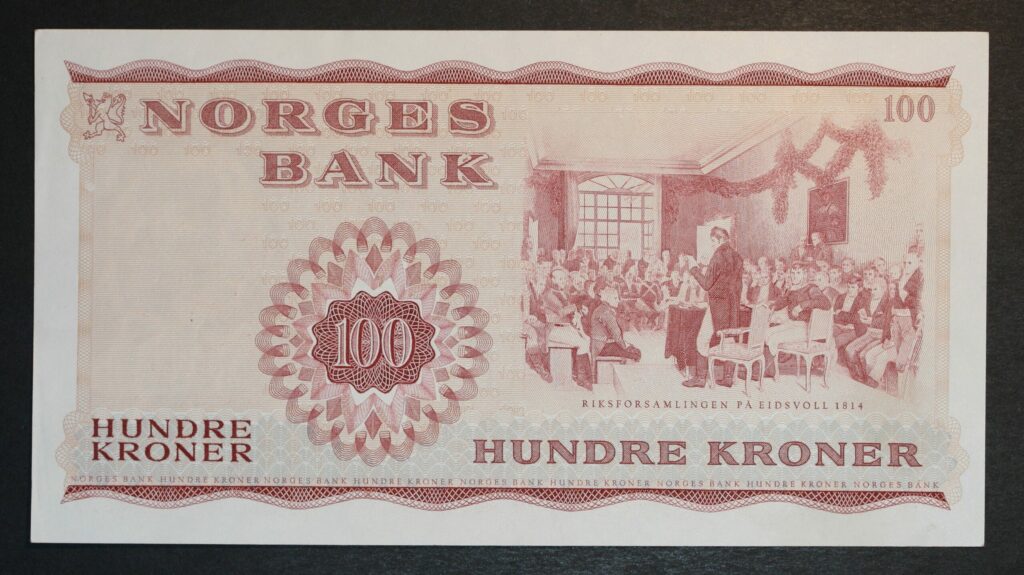 NORGES
BANK
100
100
RIKSFORSAMLINGEN PÅ EIDSVOLL 1814
HUNDRE
KRONER
HUNDRE KRONER
NORGES BANK HUNDRE KRONER NORGES BANK HUNDRE KRONER NORGES BANK HUNDRE KRONER NORGES BANK HUNDRE KRONER NORGES BANK